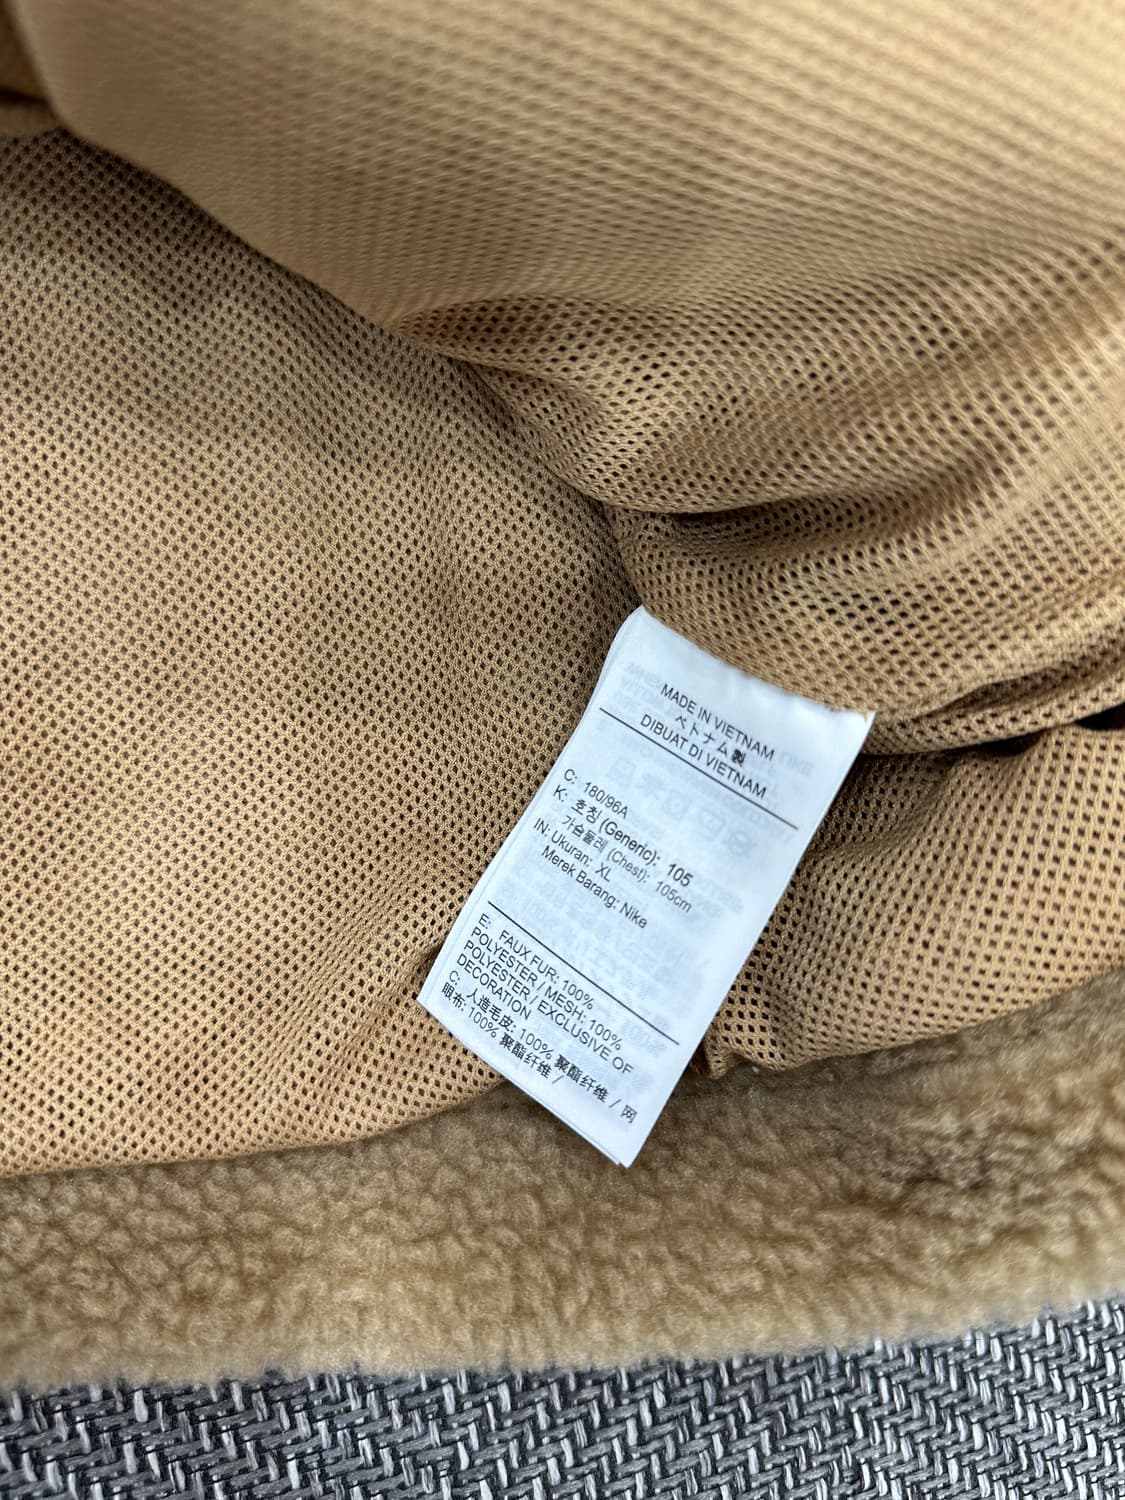 MADE IN VIETNAM
ベトナム製
DIBUAT DI VIETNAM
C: 180/96A
K: 호칭 (Generic): 105
가슴둘레 (Chest): 105cm
IN: Ukuran: XL
Merek Barang: Nike
E: FAUX FUR: 100%
POLYESTER / MESH: 100%
POLYESTER / EXCLUSIVE OF
DECORATION
C: 人造毛皮: 100% 聚酯纤维 / 网
眼布: 100% 聚酯纤维 /